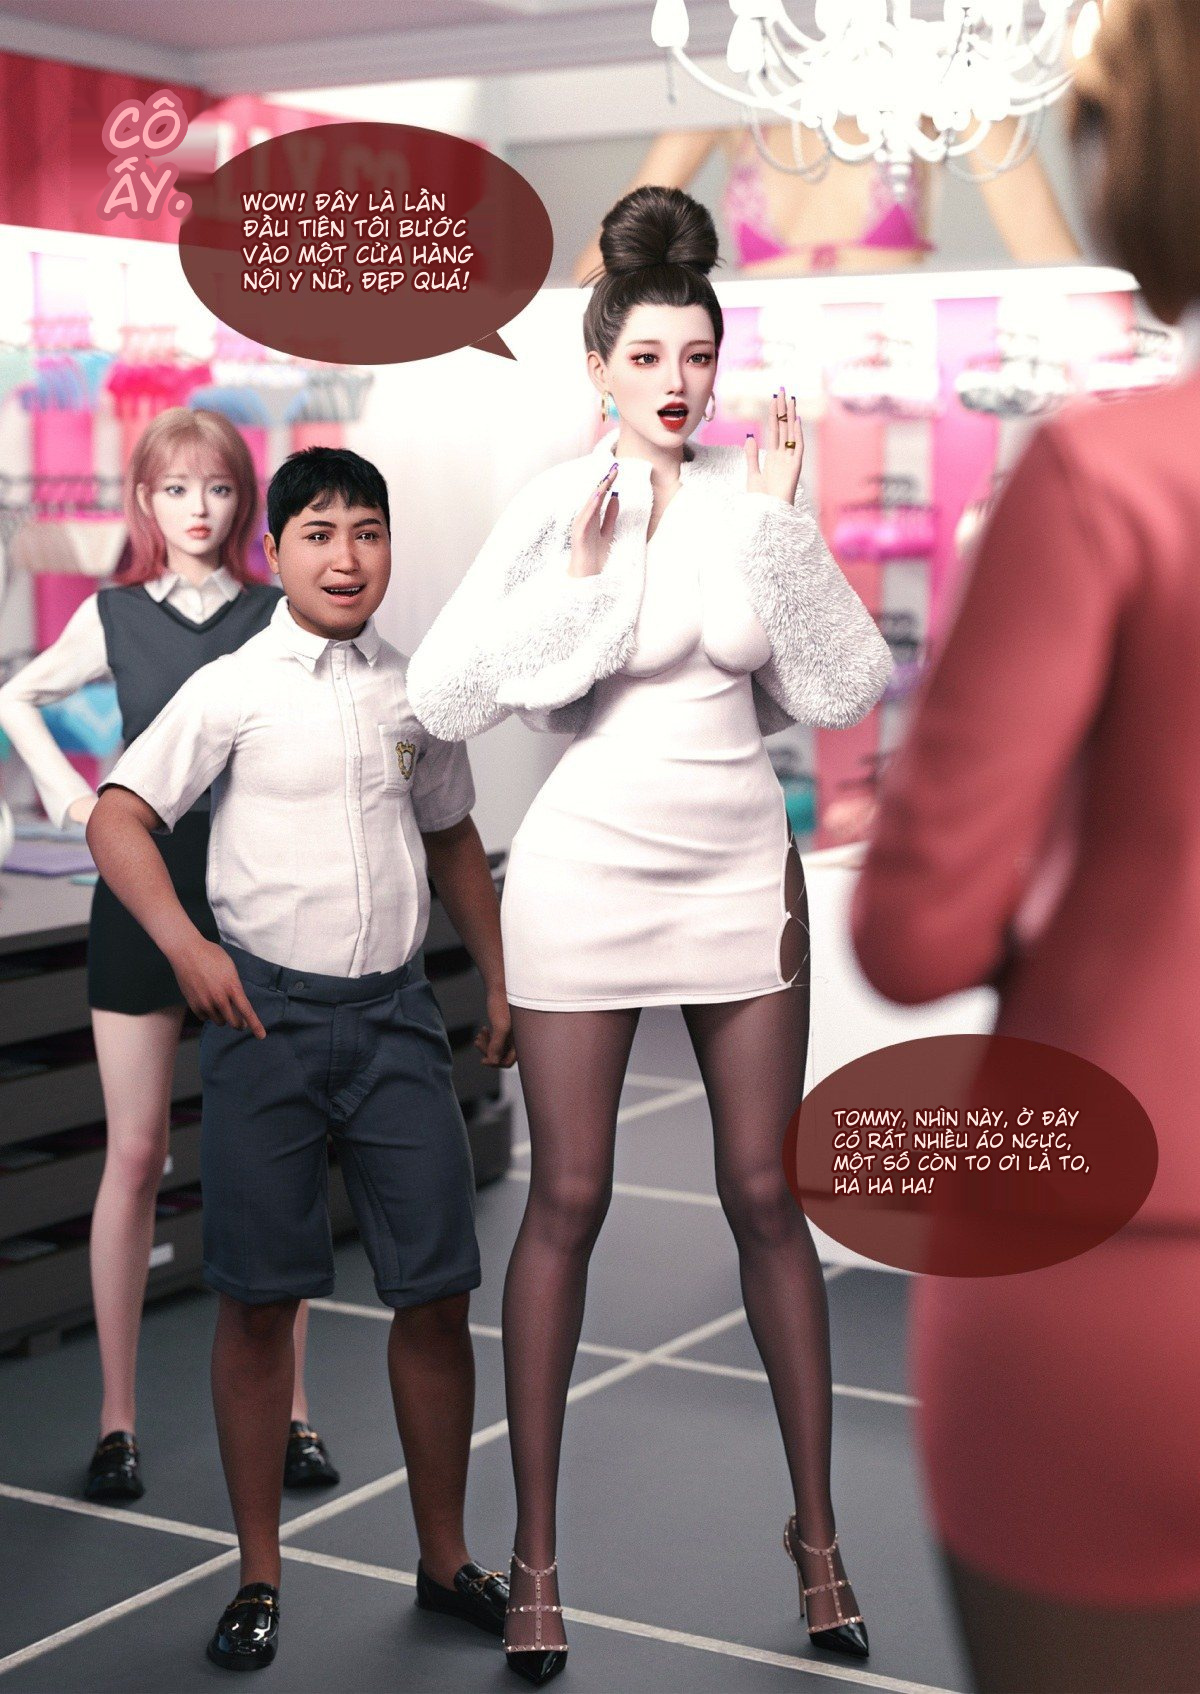 CÔ
ẤY.
WOW! ĐÂY LÀ LẦN
ĐẦU TIÊN TÔI BƯỚC
VÀO MỘT CỬA HÀNG
NỘI Y NỮ, ĐẸP QUÁ!
TOMMY, NHÌN NÀY, Ở ĐÂY
CÓ RẤT NHIỀU ÁO NGỰC,
MỘT SỐ CÒN TO ƠI LÀ TO,
HA HA HA!